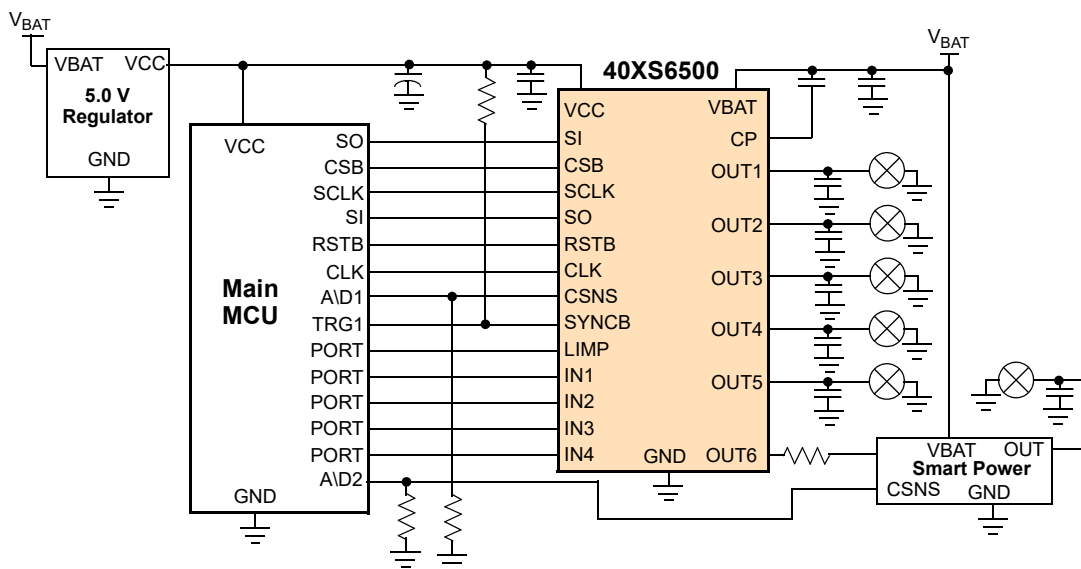 VBAT
VBAT VCC
5.0 V
Regulator
GND
Main
MCU
VCC
SO
CSB
SCLK
SI
RSTB
CLK
A\D1
TRG1
PORT
PORT
PORT
PORT
PORT
A\D2
GND
40XS6500
VCC
SI
CSB
SCLK
SO
RSTB
CLK
CSNS
SYNCB
LIMP
IN1
IN2
IN3
IN4
GND
VBAT
CP
OUT1
OUT2
OUT3
OUT4
OUT5
OUT6
VBAT
VBAT OUT
Smart Power
CSNS GND